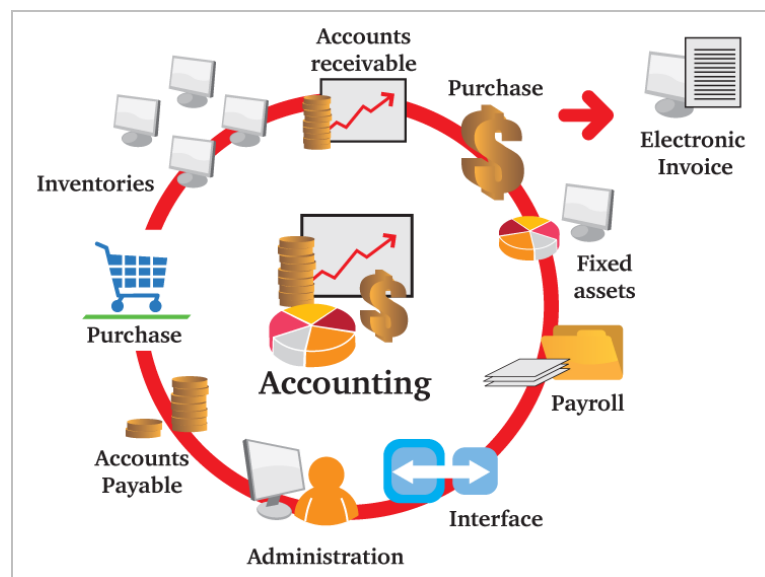 Accounts
receivable
Purchase
Electronic
Invoice
Inventories
Fixed
assets
Purchase
Accounting
Payroll
Accounts
Payable
Interface
Administration